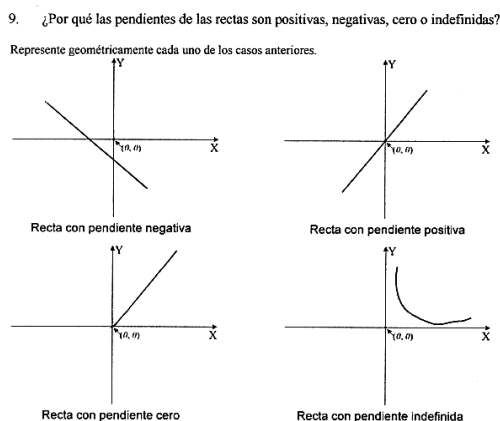 9. ¿Por qué las pendientes de las rectas son positivas, negativas, cero o indefinidas?
Represente geométricamente cada uno de los casos anteriores.
Y
(0, 0)
X
Recta con pendiente negativa
Y
(0, 0)
X
Recta con pendiente positiva
Y
(0, 0)
X
Recta con pendiente cero
Y
(0, 0)
X
Recta con pendiente indefinida